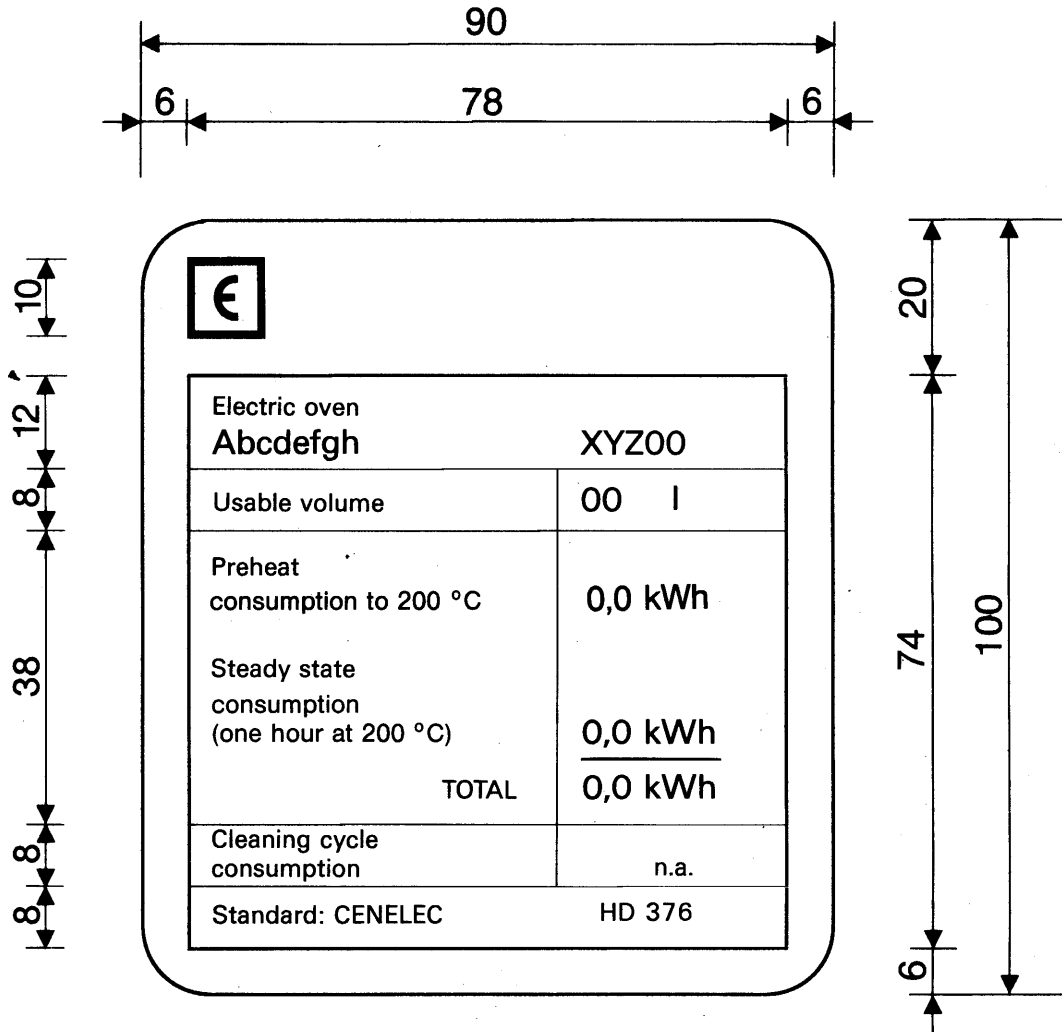 90
6 78 6
Є
10
20
12
8
38
8
8
74
100
6
Electric oven
Abcdefgh XYZ00
Usable volume 00 l
Preheat
consumption to 200 °C 0,0 kWh
Steady state
consumption
(one hour at 200 °C) 0,0 kWh
TOTAL 0,0 kWh
Cleaning cycle
consumption n.a.
Standard: CENELEC HD 376